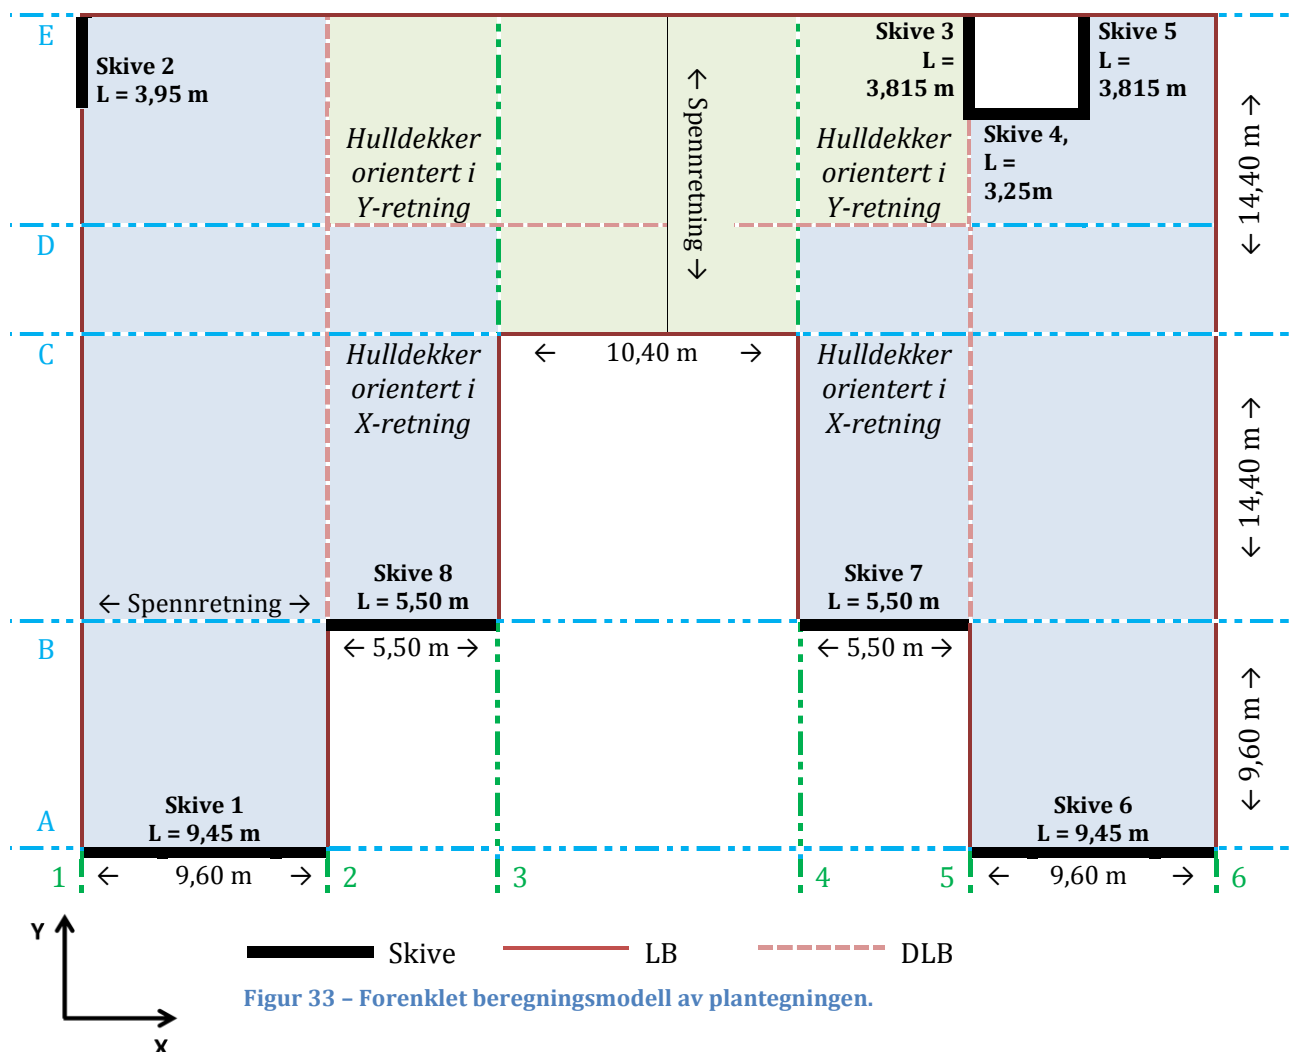 E
Skive 2
L = 3,95 m
Skive 3
L =
3,815 m
Skive 5
L =
3,815 m
Skive 4,
L =
3,25m
Hulldekker
orientert i
Y-retning
← Spennretning →
Hulldekker
orientert i
Y-retning
← 14,40 m →
D
C
← 10,40 m →
Hulldekker
orientert i
X-retning
Hulldekker
orientert i
X-retning
← 14,40 m →
Skive 8
L = 5,50 m
Skive 7
L = 5,50 m
← Spennretning →
B
← 5,50 m →
← 5,50 m →
← 9,60 m →
A
Skive 1
L = 9,45 m
Skive 6
L = 9,45 m
1 ← 9,60 m → 2 3 4 5 ← 9,60 m → 6
Y
X
Skive LB DLB
Figur 33 – Forenklet beregningsmodell av plantegningen.